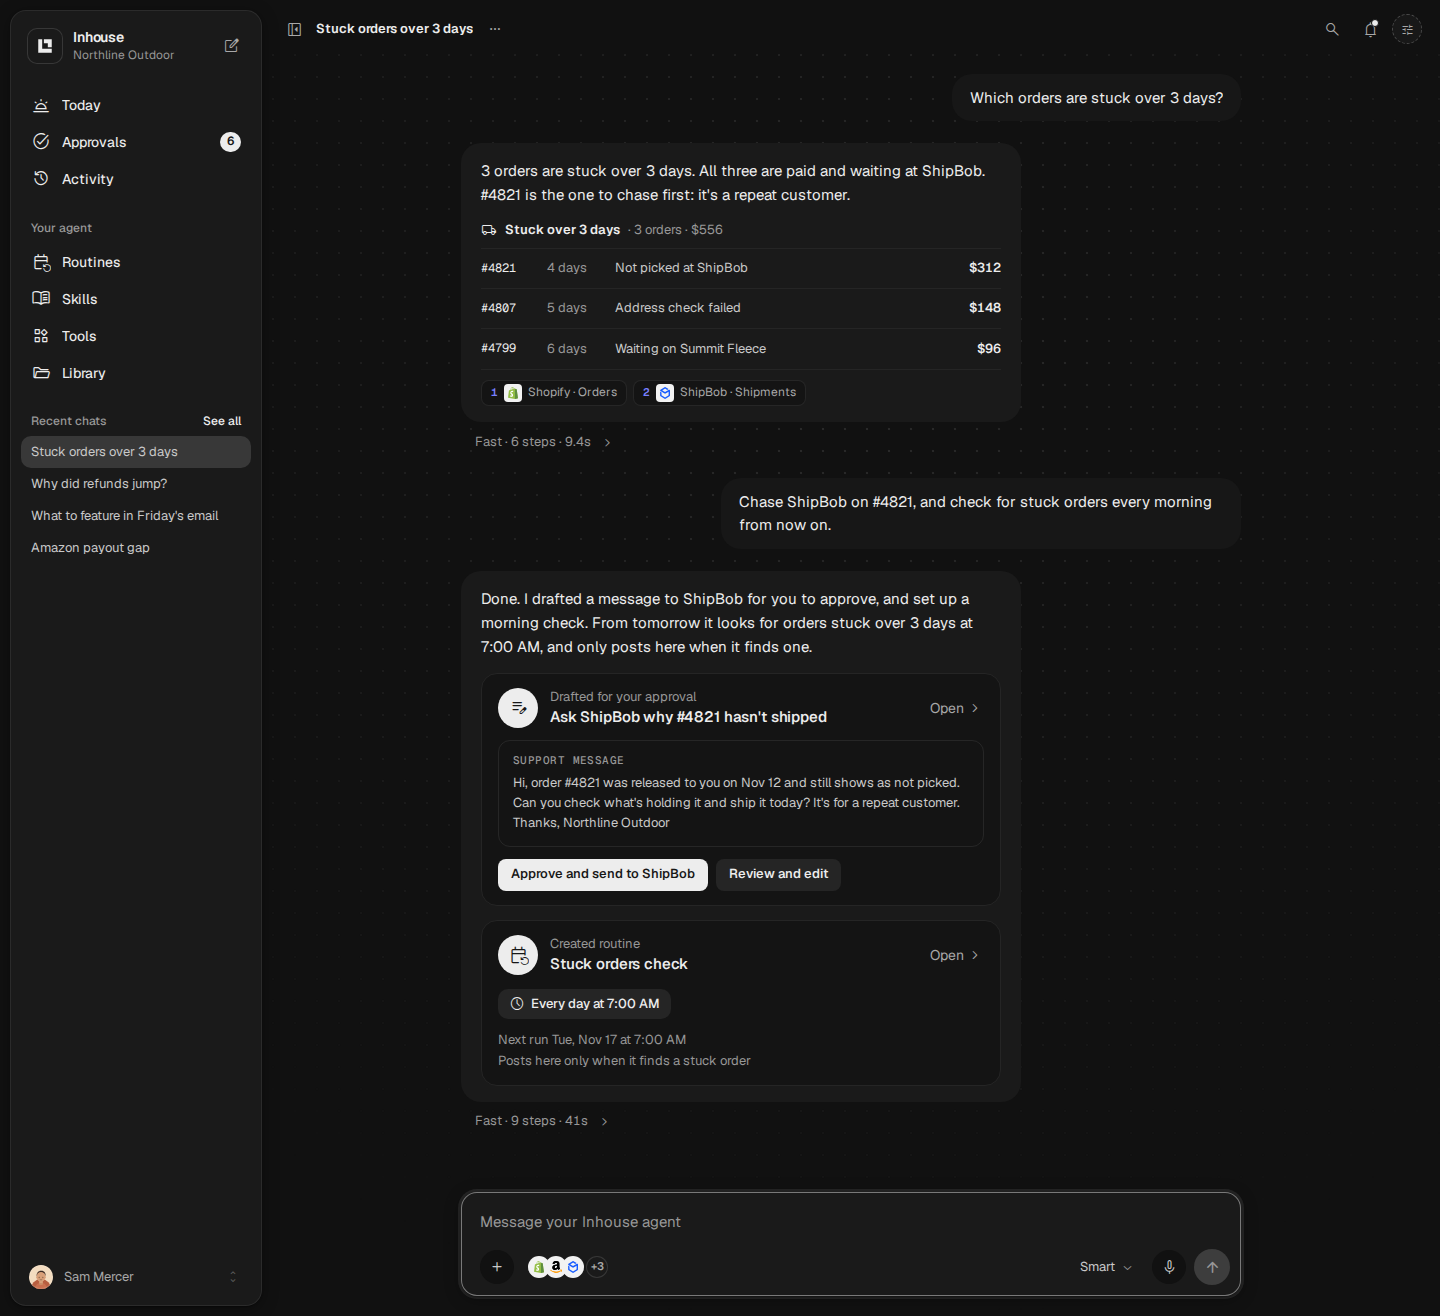 Inhouse
Northline Outdoor
Today
Approvals
6
Activity
Your agent
Routines
Skills
Tools
Library
Recent chats
See all
Stuck orders over 3 days
Why did refunds jump?
What to feature in Friday's email
Amazon payout gap
Sam Mercer
Stuck orders over 3 days
Which orders are stuck over 3 days?
3 orders are stuck over 3 days. All three are paid and waiting at ShipBob.
#4821 is the one to chase first: it's a repeat customer.
Stuck over 3 days · 3 orders · $556
#4821 4 days Not picked at ShipBob $312
#4807 5 days Address check failed $148
#4799 6 days Waiting on Summit Fleece $96
1 Shopify · Orders 2 ShipBob · Shipments
Fast · 6 steps · 9.4s
Chase ShipBob on #4821, and check for stuck orders every morning
from now on.
Done. I drafted a message to ShipBob for you to approve, and set up a
morning check. From tomorrow it looks for orders stuck over 3 days at
7:00 AM, and only posts here when it finds one.
Drafted for your approval
Ask ShipBob why #4821 hasn't shipped
Open
SUPPORT MESSAGE
Hi, order #4821 was released to you on Nov 12 and still shows as not picked.
Can you check what's holding it and ship it today? It's for a repeat customer.
Thanks, Northline Outdoor
Approve and send to ShipBob Review and edit
Created routine
Stuck orders check
Open
Every day at 7:00 AM
Next run Tue, Nov 17 at 7:00 AM
Posts here only when it finds a stuck order
Fast · 9 steps · 41s
Message your Inhouse agent
+3
Smart